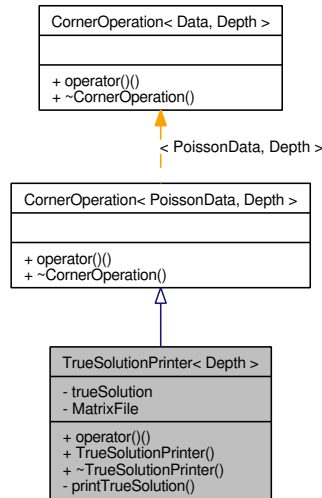 CornerOperation< Data, Depth >
+ operator()()
+ ~CornerOperation()
< PoissonData, Depth >
CornerOperation< PoissonData, Depth >
+ operator()()
+ ~CornerOperation()
TrueSolutionPrinter< Depth >
- trueSolution
- MatrixFile
+ operator()()
+ TrueSolutionPrinter()
+ ~TrueSolutionPrinter()
- printTrueSolution()